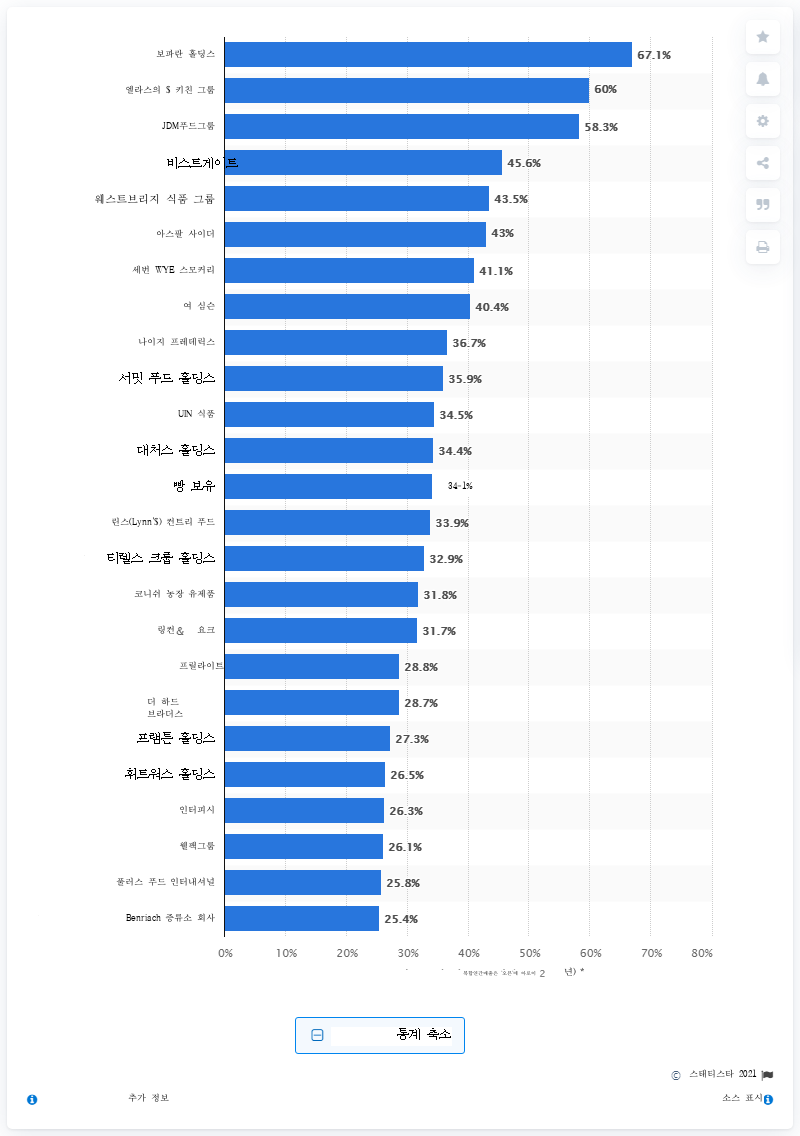 보파란 홀딩스 67.1%
엘라스의 $ 키친 그룹 60%
JDM푸드그룹 58.3%
비스트게이트 45.6%
웨스트브리지 식품 그룹 43.5%
아스팔 사이더 43%
세번 WYE 스모커리 41.1%
여 심슨 40.4%
나이지 프레데릭스 36.7%
서밋 푸드 홀딩스 35.9%
UIN 식품 34.5%
대처스 홀딩스 34.4%
빵 보유 34-1%
린스(Lynn'$) 컨트리 푸드 33.9%
티렐스 크룹 홀딩스 32.9%
코니쉬 농장 유제품 31.8%
링컨& 요크 31.7%
프릴라이트 28.8%
더 하드
브라더스 28.7%
프램튼 홀딩스 27.3%
휘트워스 홀딩스 26.5%
인터피시 26.3%
웰랙그룹 26.1%
풀러스 푸드 인터내셔널 25.8%
Benriach 증류소 회사 25.4%
0% 10% 20% 30% 40% 50% 60% 70% 80%
2 년) *
통계 축소
© 스태티스타 2021
추가 정보 소스 표시